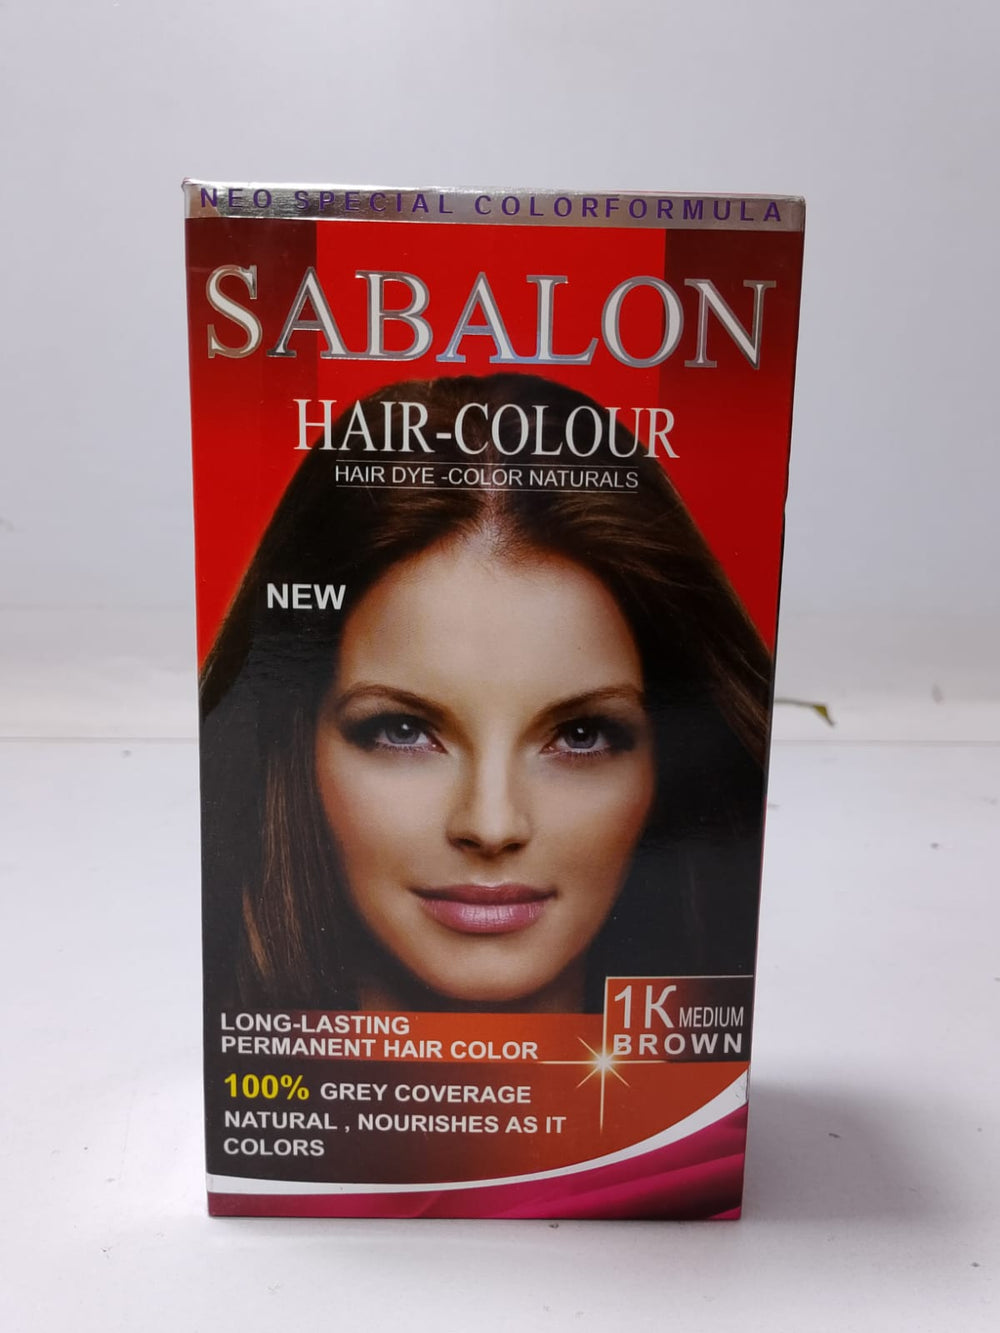 NEO SPECIAL COLORFORMULA
SABALON
HAIR-COLOUR
HAIR DYE -COLOR NATURALS
NEW
1K MEDIUM
BROWN
LONG-LASTING
PERMANENT HAIR COLOR
100% GREY COVERAGE
NATURAL , NOURISHES AS IT
COLORS